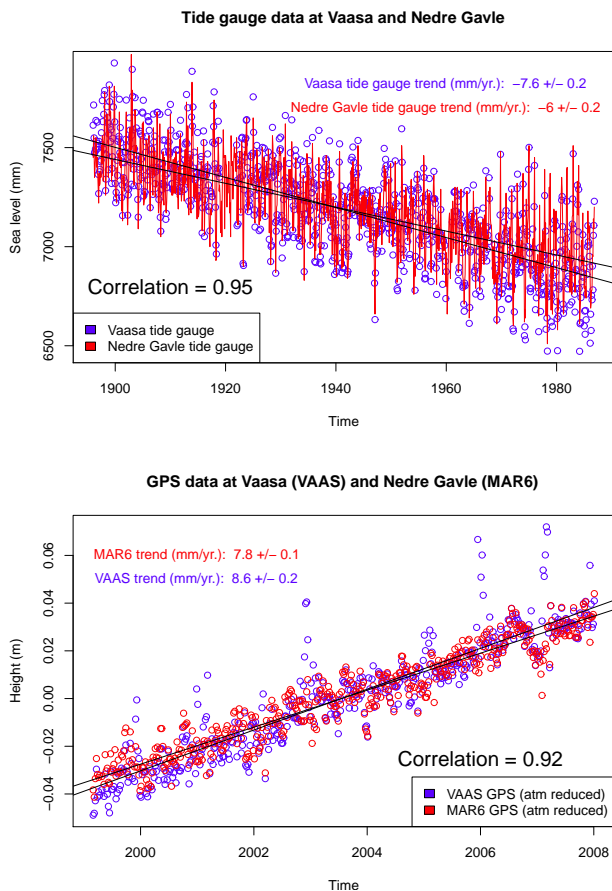 Tide gauge data at Vaasa and Nedre Gavle
Vaasa tide gauge trend (mm/yr.): −7.6 +/− 0.2
Nedre Gavle tide gauge trend (mm/yr.): −6 +/− 0.2
7500
7000
6500
Sea level (mm)
Correlation = 0.95
Vaasa tide gauge
Nedre Gavle tide gauge
1900 1920 1940 1960 1980
Time
GPS data at Vaasa (VAAS) and Nedre Gavle (MAR6)
MAR6 trend (mm/yr.): 7.8 +/− 0.1
VAAS trend (mm/yr.): 8.6 +/− 0.2
0.06
0.04
0.02
0.00
−0.02
−0.04
Height (m)
Correlation = 0.92
VAAS GPS (atm reduced)
MAR6 GPS (atm reduced)
2000 2002 2004 2006 2008
Time